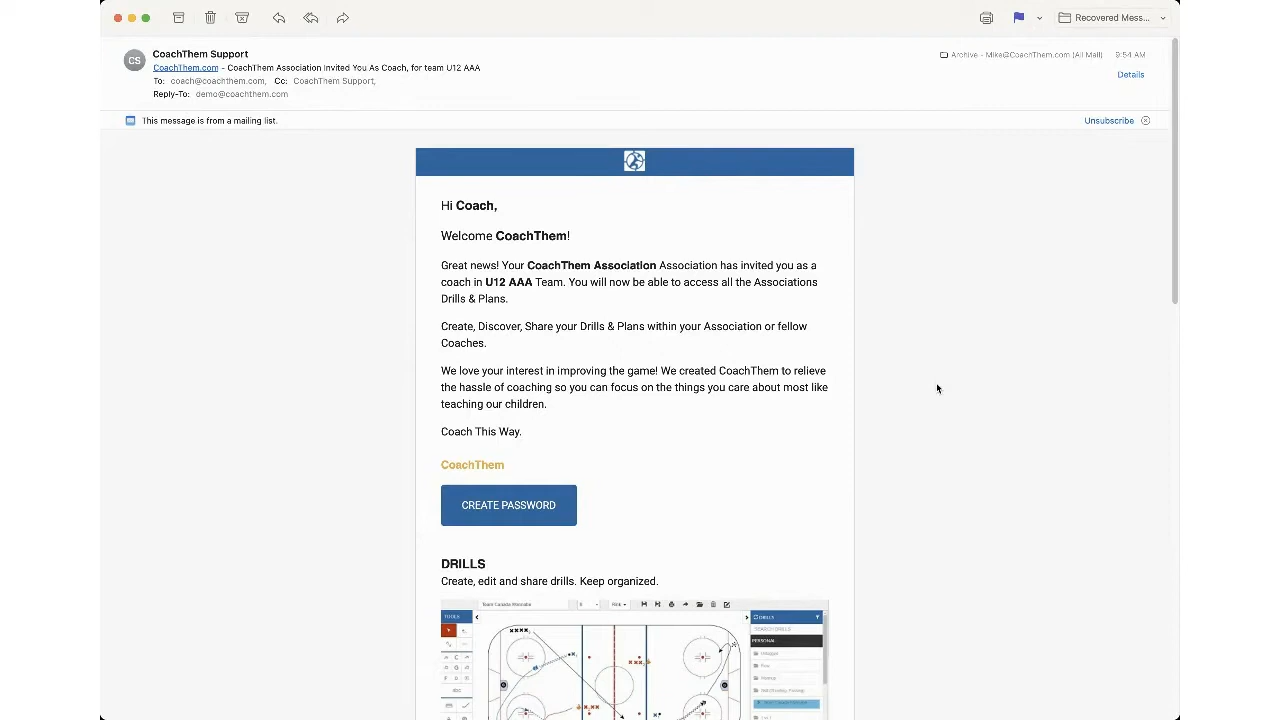 Recovered Mess...
CS
CoachThem Support
Archive - Mike@CoachThem.com (All Mail) 9:54 AM
CoachThem.com - CoachThem Association Invited You As Coach, for team U12 AAA
Details
To: coach@coachthem.com, Cc: CoachThem Support,
Reply-To: demo@coachthem.com
This message is from a mailing list.
Unsubscribe
Hi Coach,
Welcome CoachThem!
Great news! Your CoachThem Association Association has invited you as a
coach in U12 AAA Team. You will now be able to access all the Associations
Drills & Plans.
Create, Discover, Share your Drills & Plans within your Association or fellow
Coaches.
We love your interest in improving the game! We created CoachThem to relieve
the hassle of coaching so you can focus on the things you care about most like
teaching our children.
Coach This Way.
CoachThem
CREATE PASSWORD
DRILLS
Create, edit and share drills. Keep organized.
TOOLS
DRILLS
SEARCH DRILLS
PERSONAL